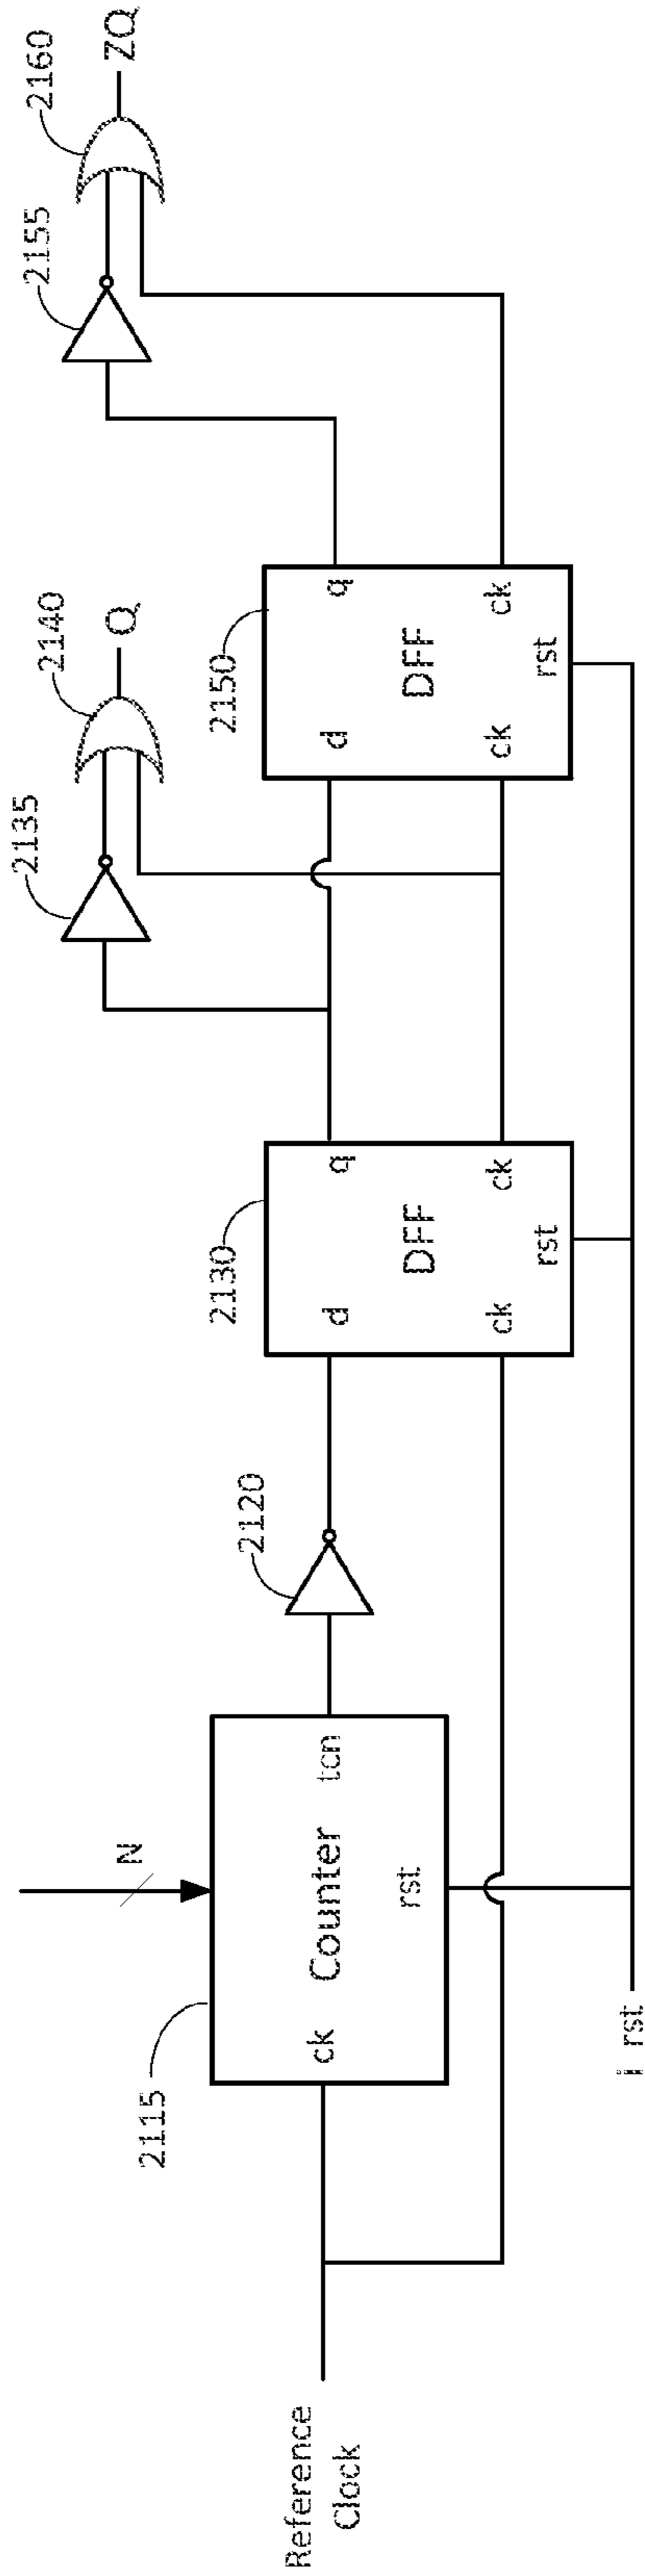 Reference
Clock
2115
N
ck
Counter
tcn
rst
i_rst
2120
2130
d
q
DFF
ck
ck
rst
2135
2140
Q
2150
d
q
DFF
ck
ck
rst
2155
2160
ZQ